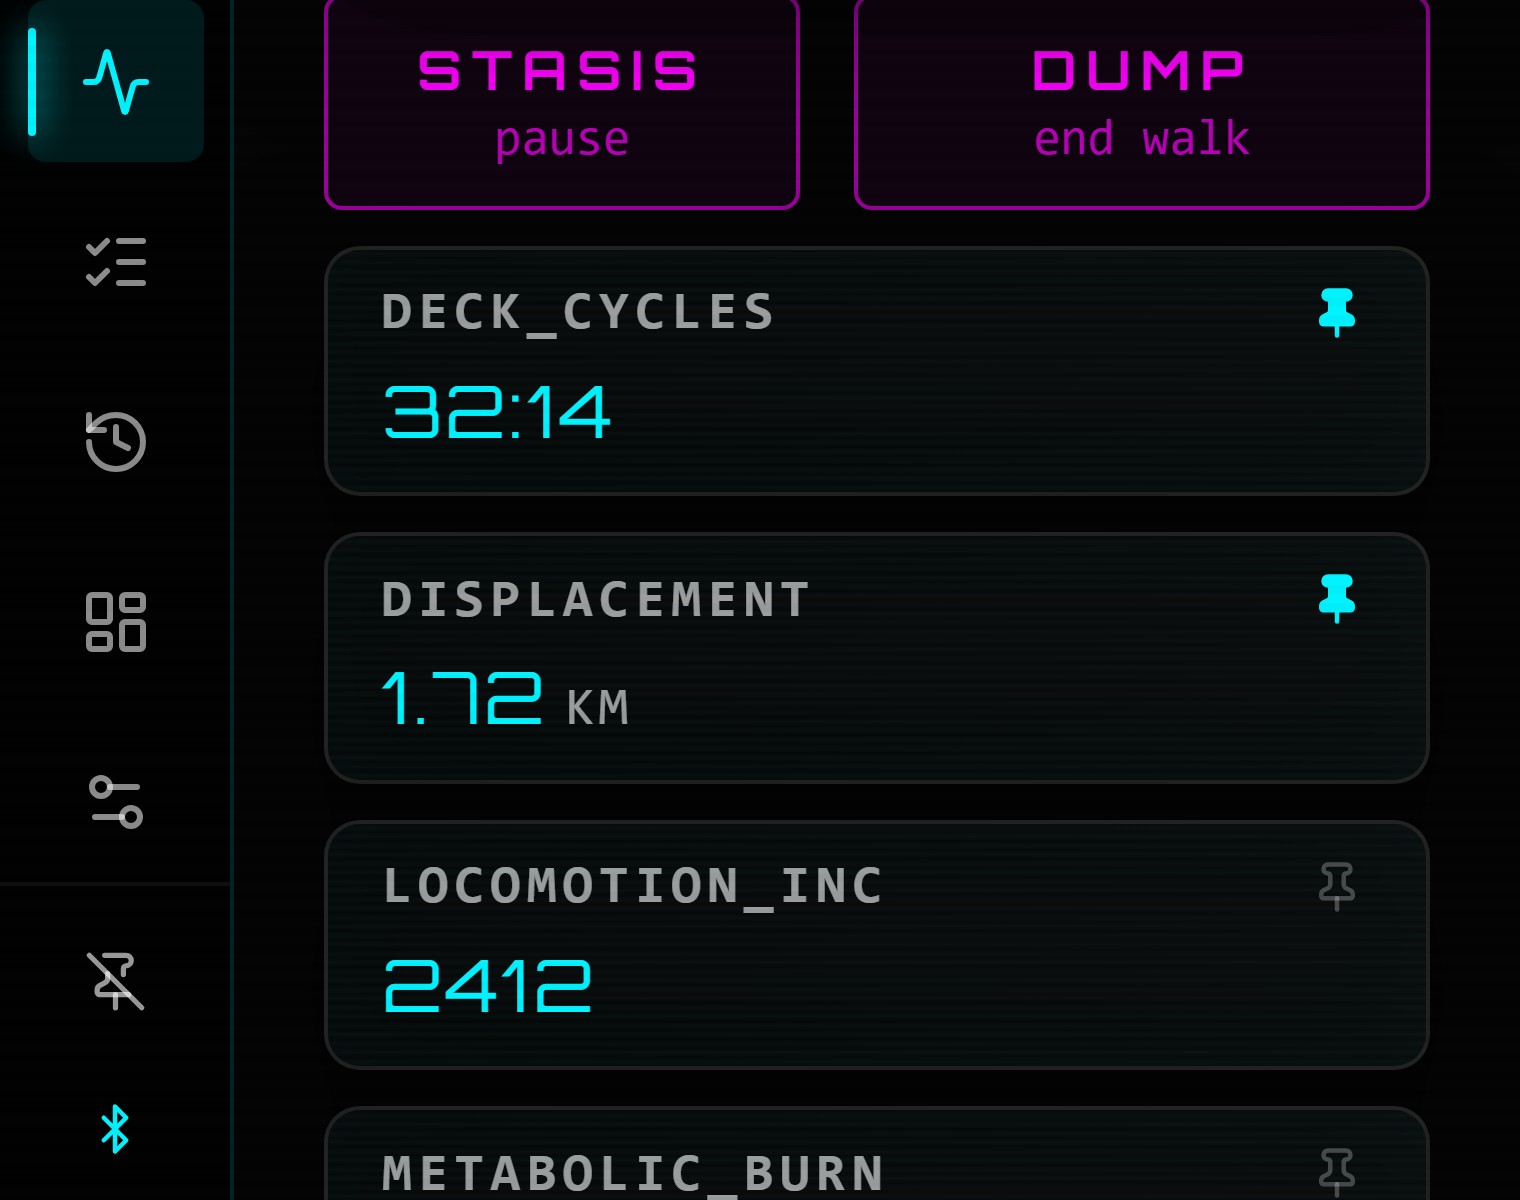 STASIS
pause
DUMP
end walk
DECK_CYCLES
32:14
DISPLACEMENT
1.72 KM
LOCOMOTION_INC
2412
METABOLIC_BURN